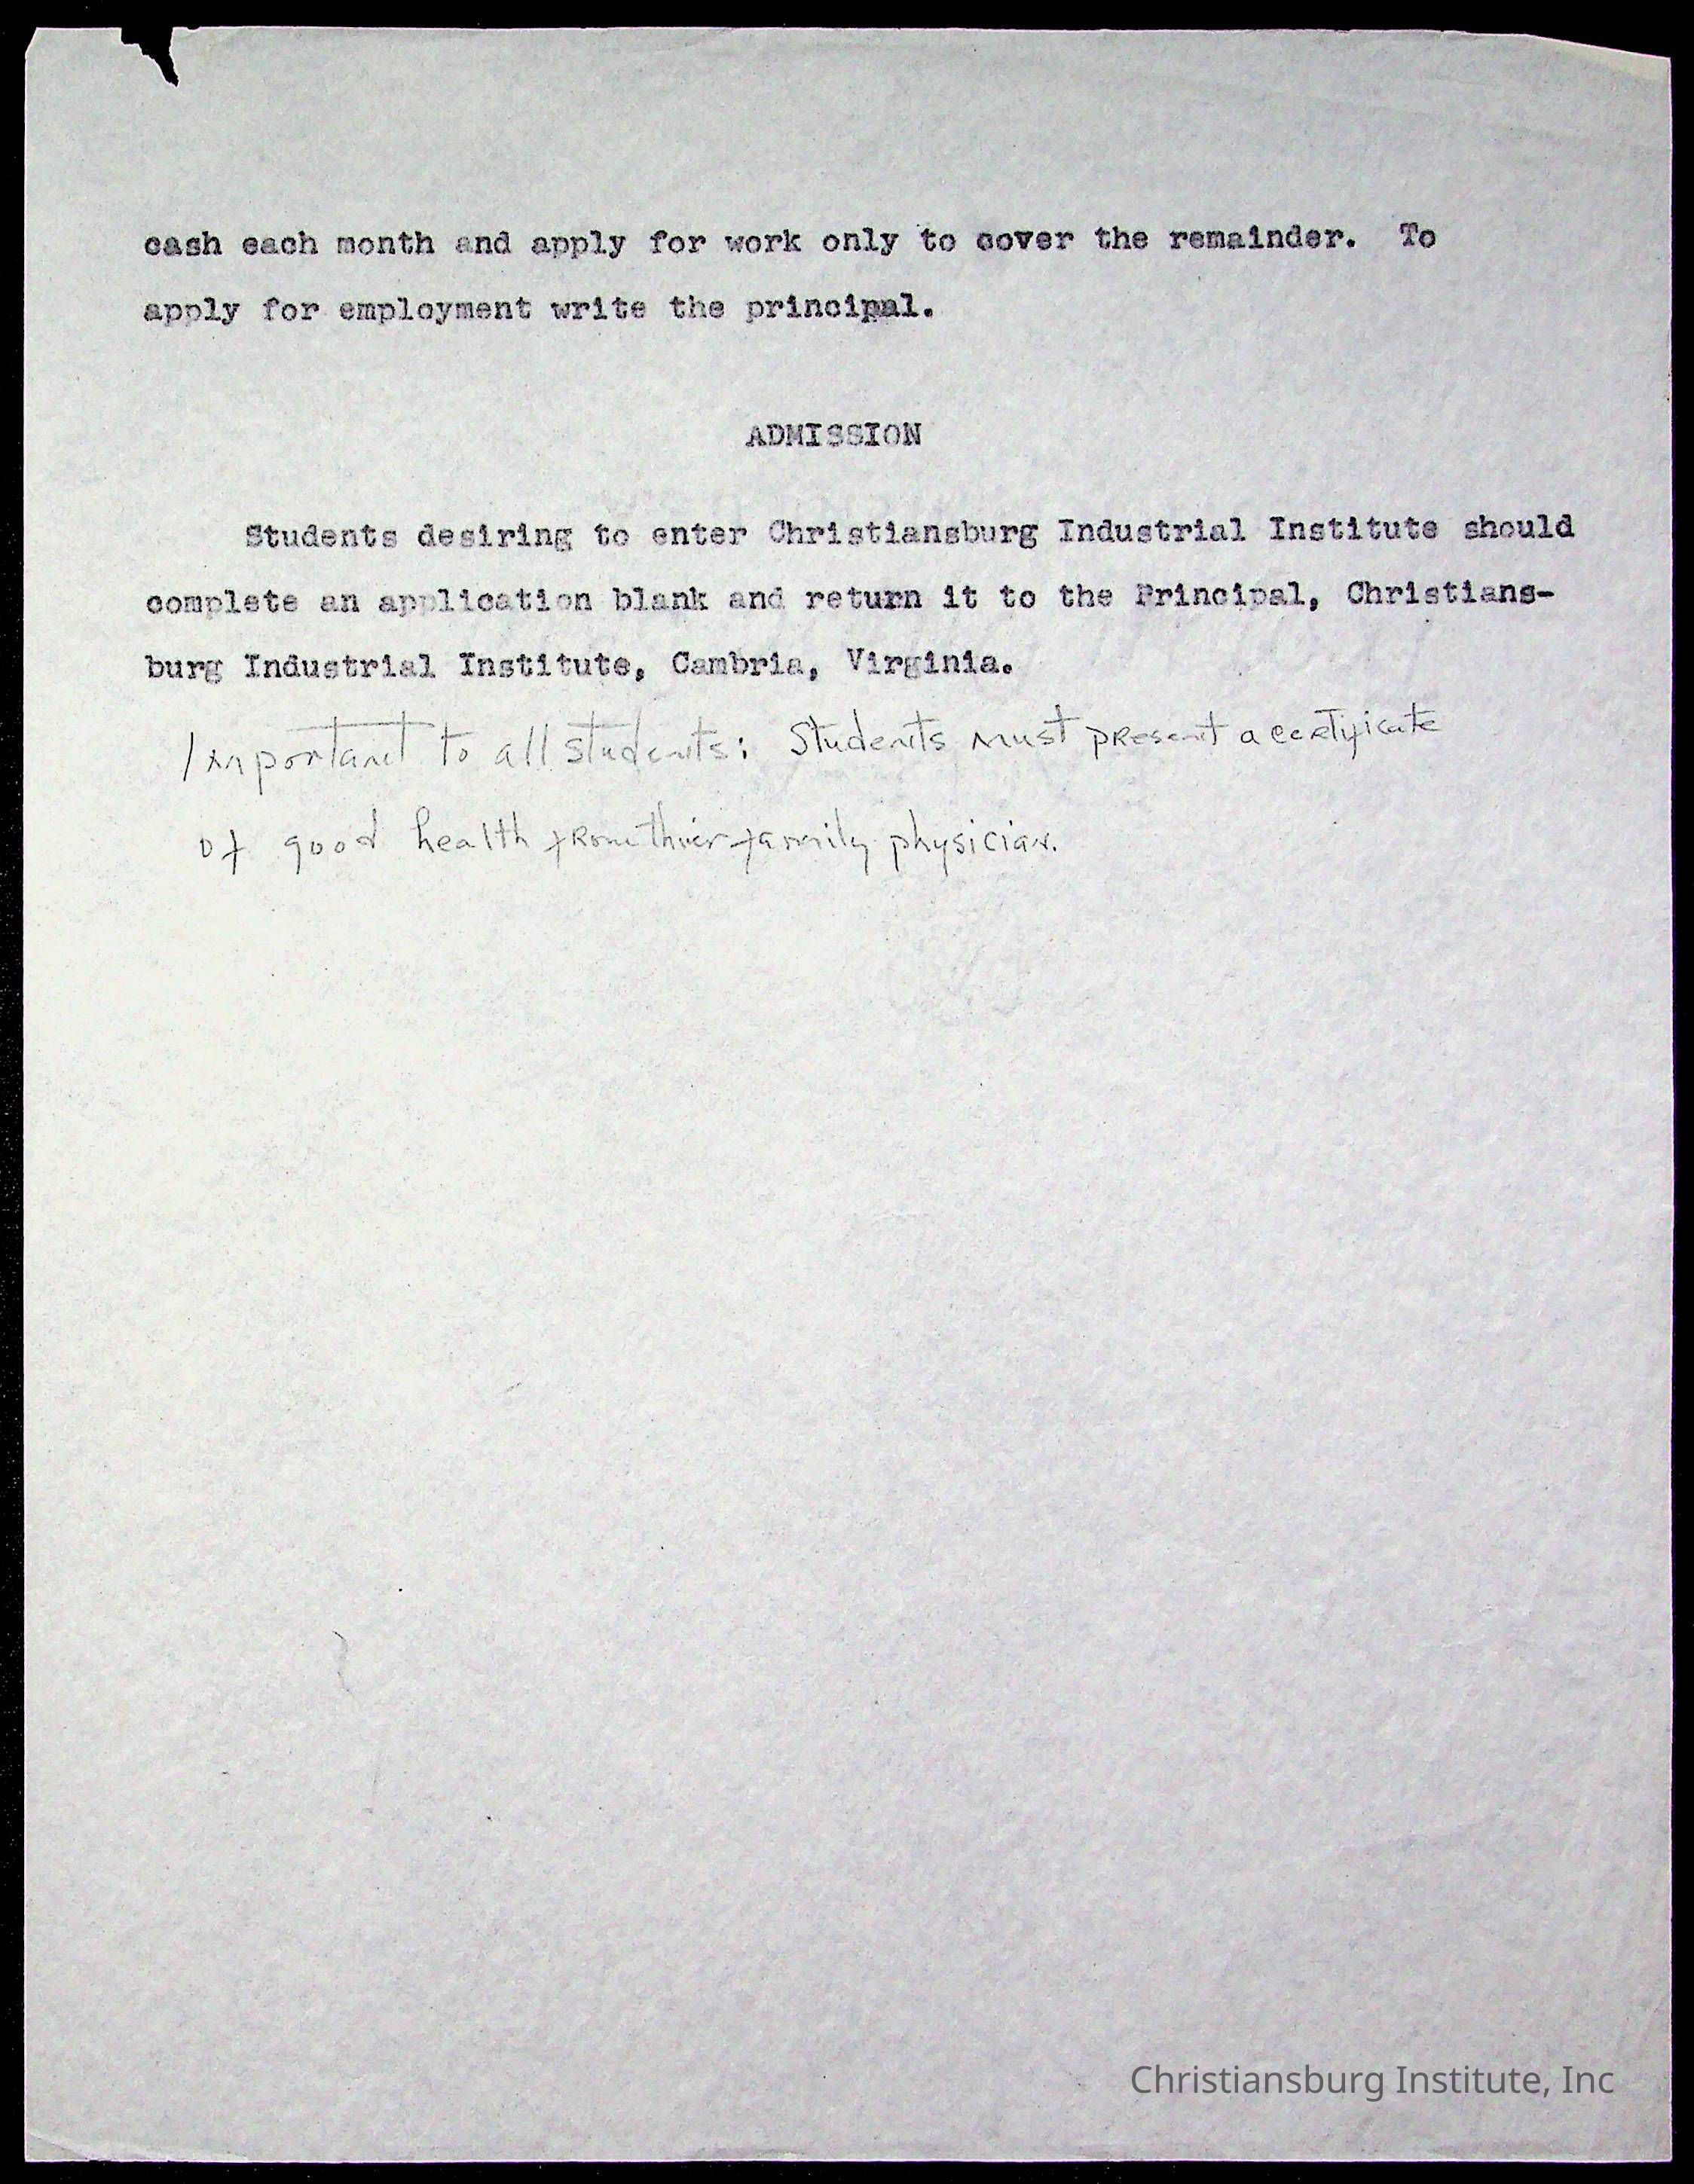 cash each month and apply for work only to cover the remainder. To
apply for employment write the principal.
ADMISSION
Students desiring to enter Christiansburg Industrial Institute should
complete an application blank and return it to the Principal, Christians-
burg Industrial Institute, Cambria, Virginia.
Important to all students: Students must present a certificate
of good health from thier family physician.
Christiansburg Institute, Inc